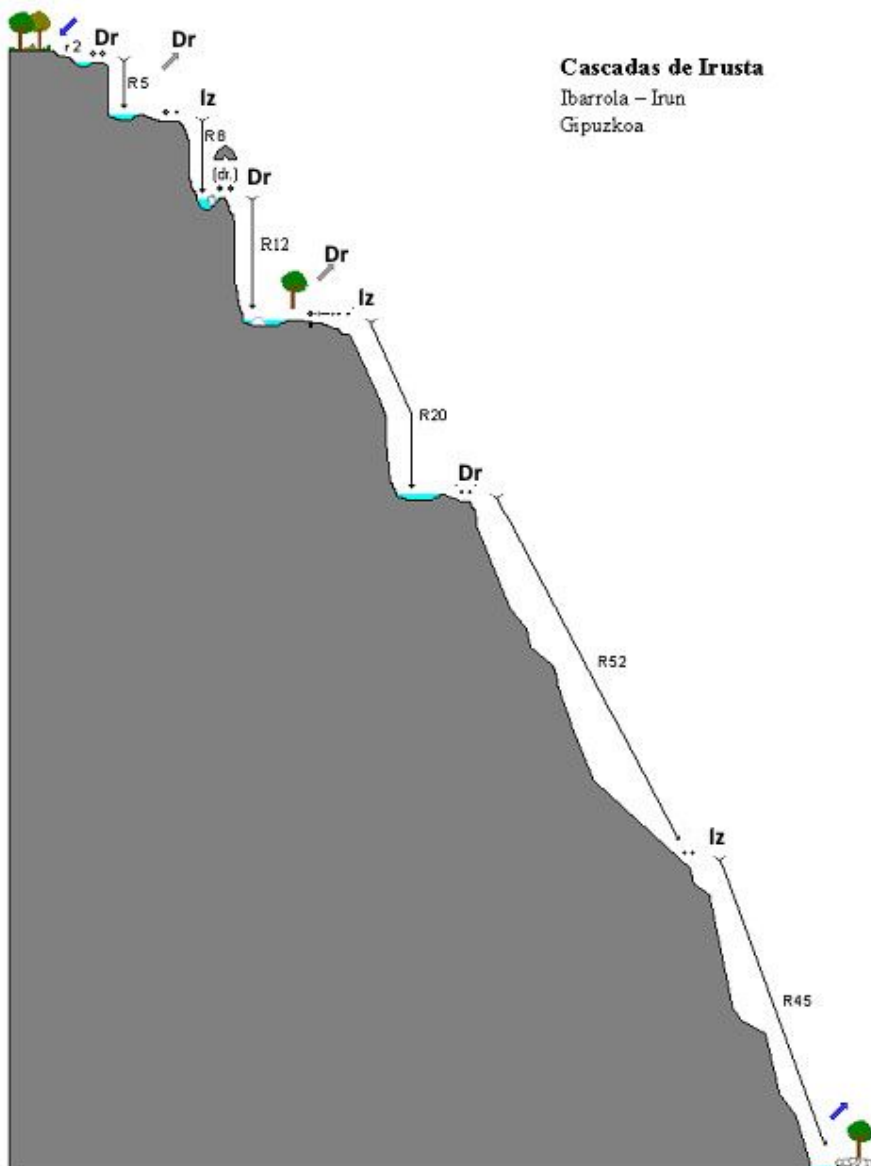 Cascadas de Irusta
Ibarrola – Irun
Gipuzkoa
r2 Dr Dr
R5
Iz
R8
(dr.) Dr
R12
Dr
Iz
R20
Dr
R52
Iz
R45